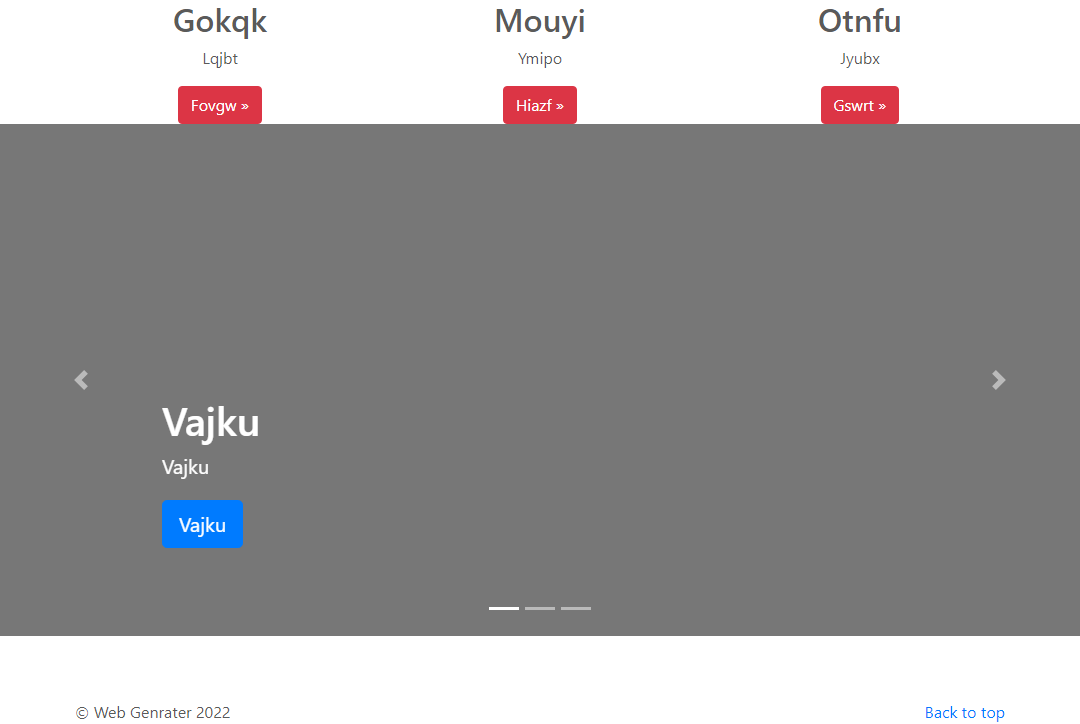 Gokqk
Lqjbt
Fovgw »
Mouyi
Ymipo
Hiazf »
Otnfu
Jyubx
Gswrt »
Vajku
Vajku
Vajku
© Web Genrater 2022
Back to top